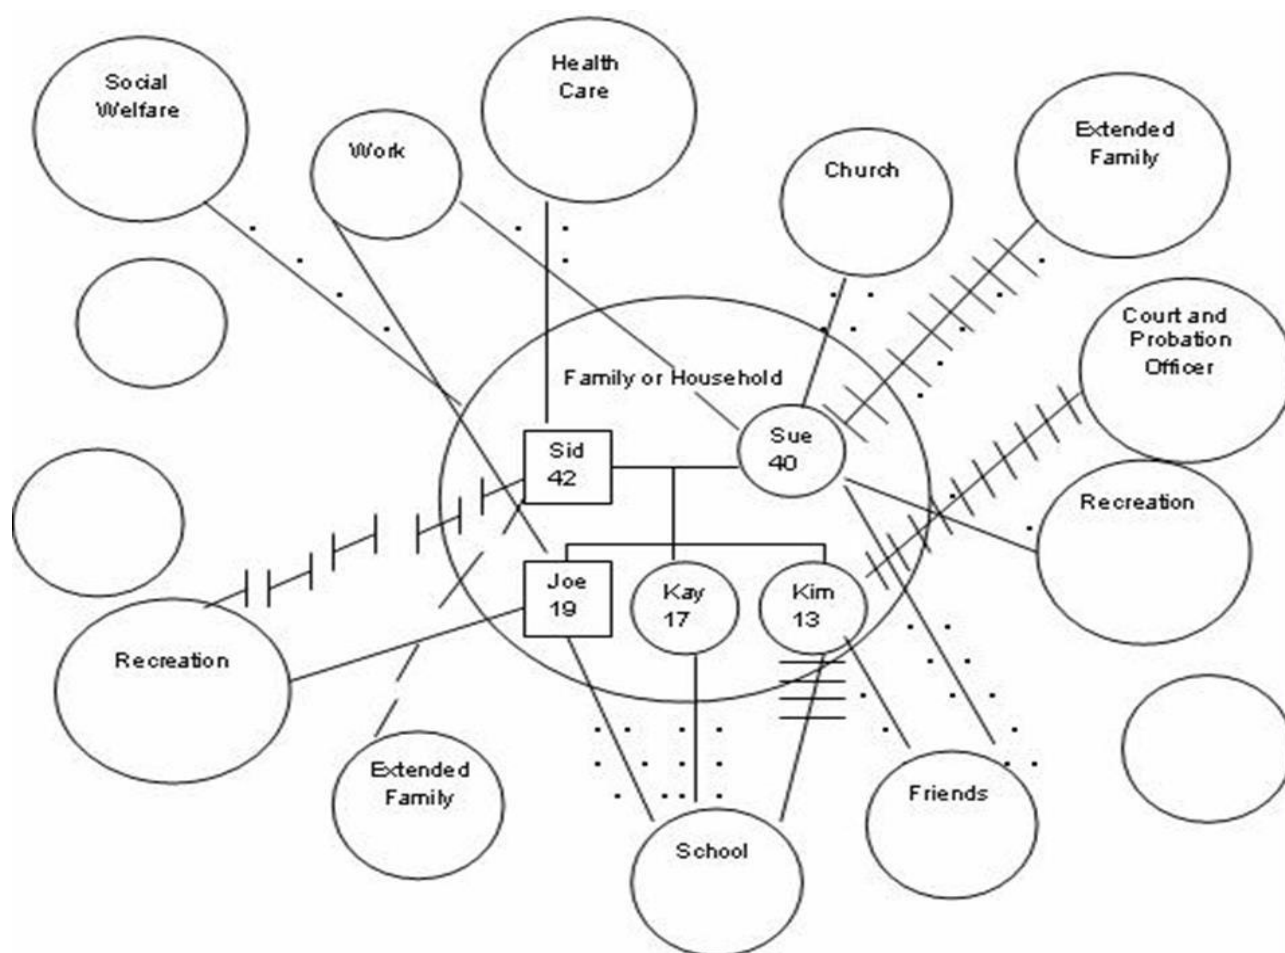 Social
Welfare
Work
Health
Care
Church
Extended
Family
Court and
Probation
Officer
Family or Household
Sid
42
Sue
40
Recreation
Joe
19
Kay
17
Kim
13
Recreation
Extended
Family
School
Friends